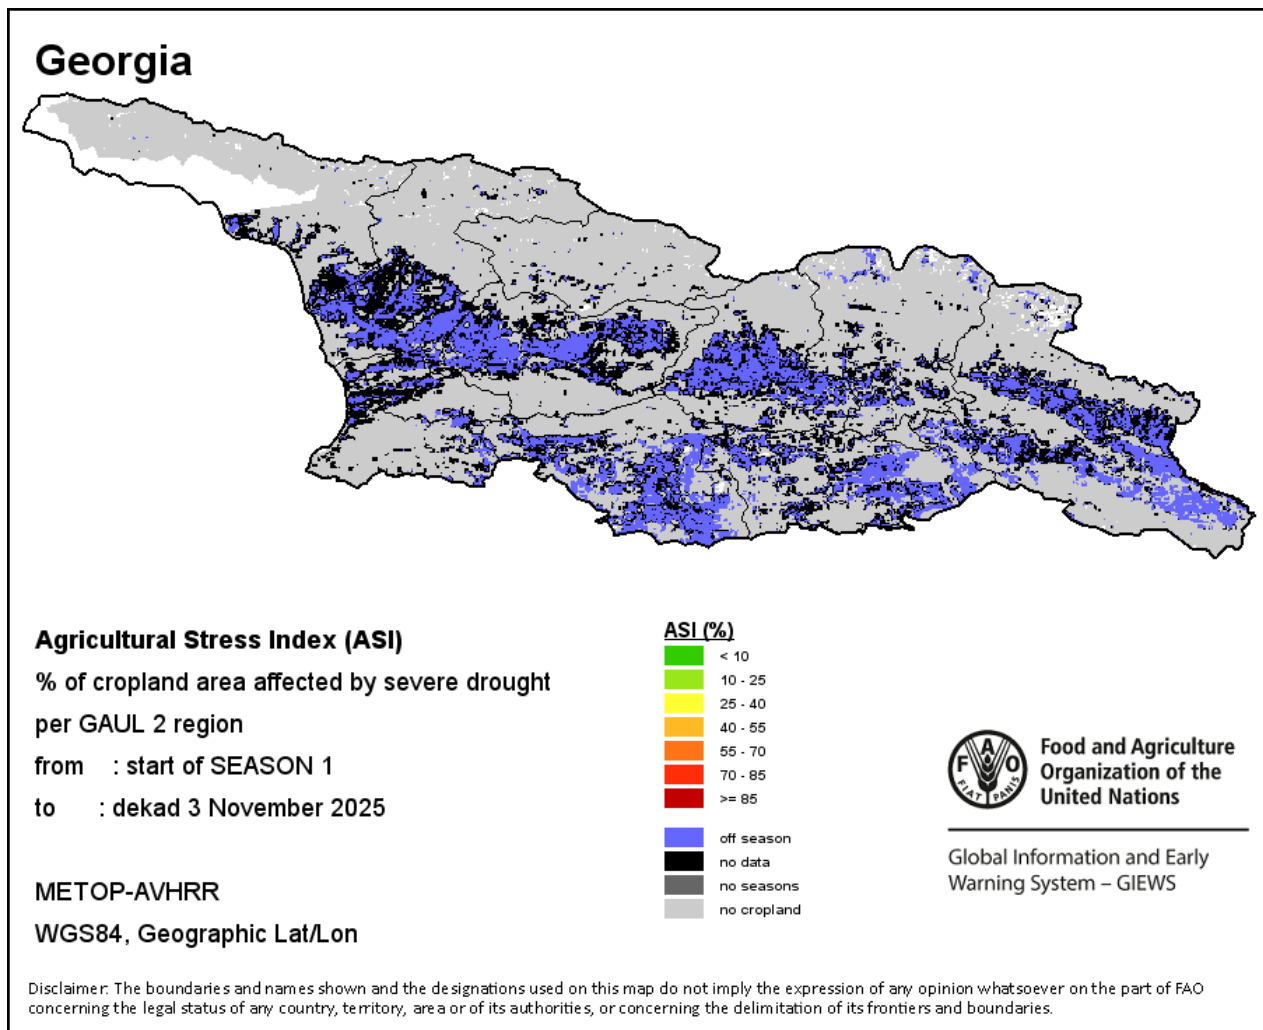 Georgia
Agricultural Stress Index (ASI)
% of cropland area affected by severe drought
per GAUL 2 region
from : start of SEASON 1
to : dekad 3 November 2025
METOP-AVHRR
WGS84, Geographic Lat/Lon
ASI (%)
< 10
10 - 25
25 - 40
40 - 55
55 - 70
70 - 85
>= 85
off season
no data
no seasons
no cropland
F A O
FIAT PANIS
Food and Agriculture
Organization of the
United Nations
Global Information and Early
Warning System – GIEWS
Disclaimer: The boundaries and names shown and the designations used on this map do not imply the expression of any opinion whatsoever on the part of FAO
concerning the legal status of any country, territory, area or of its authorities, or concerning the delimitation of its frontiers and boundaries.